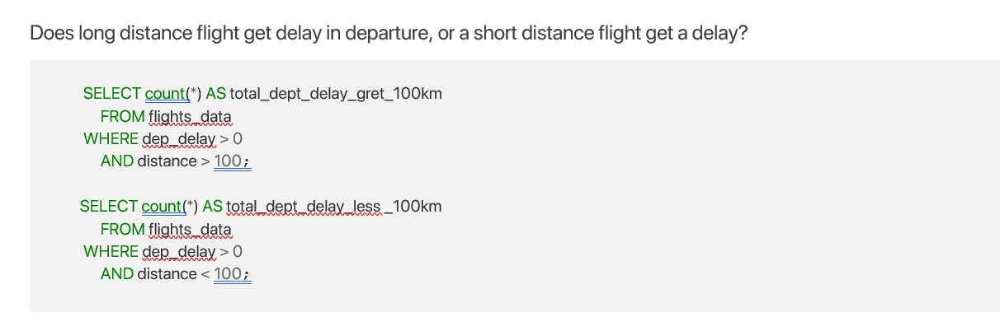 Does long distance flight get delay in departure, or a short distance flight get a delay?
SELECT count(*) AS total_dept_delay_gret_100km
FROM flights_data
WHERE dep_delay > 0
AND distance > 100;
SELECT count(*) AS total_dept_delay_less _100km
FROM flights_data
WHERE dep_delay > 0
AND distance < 100;